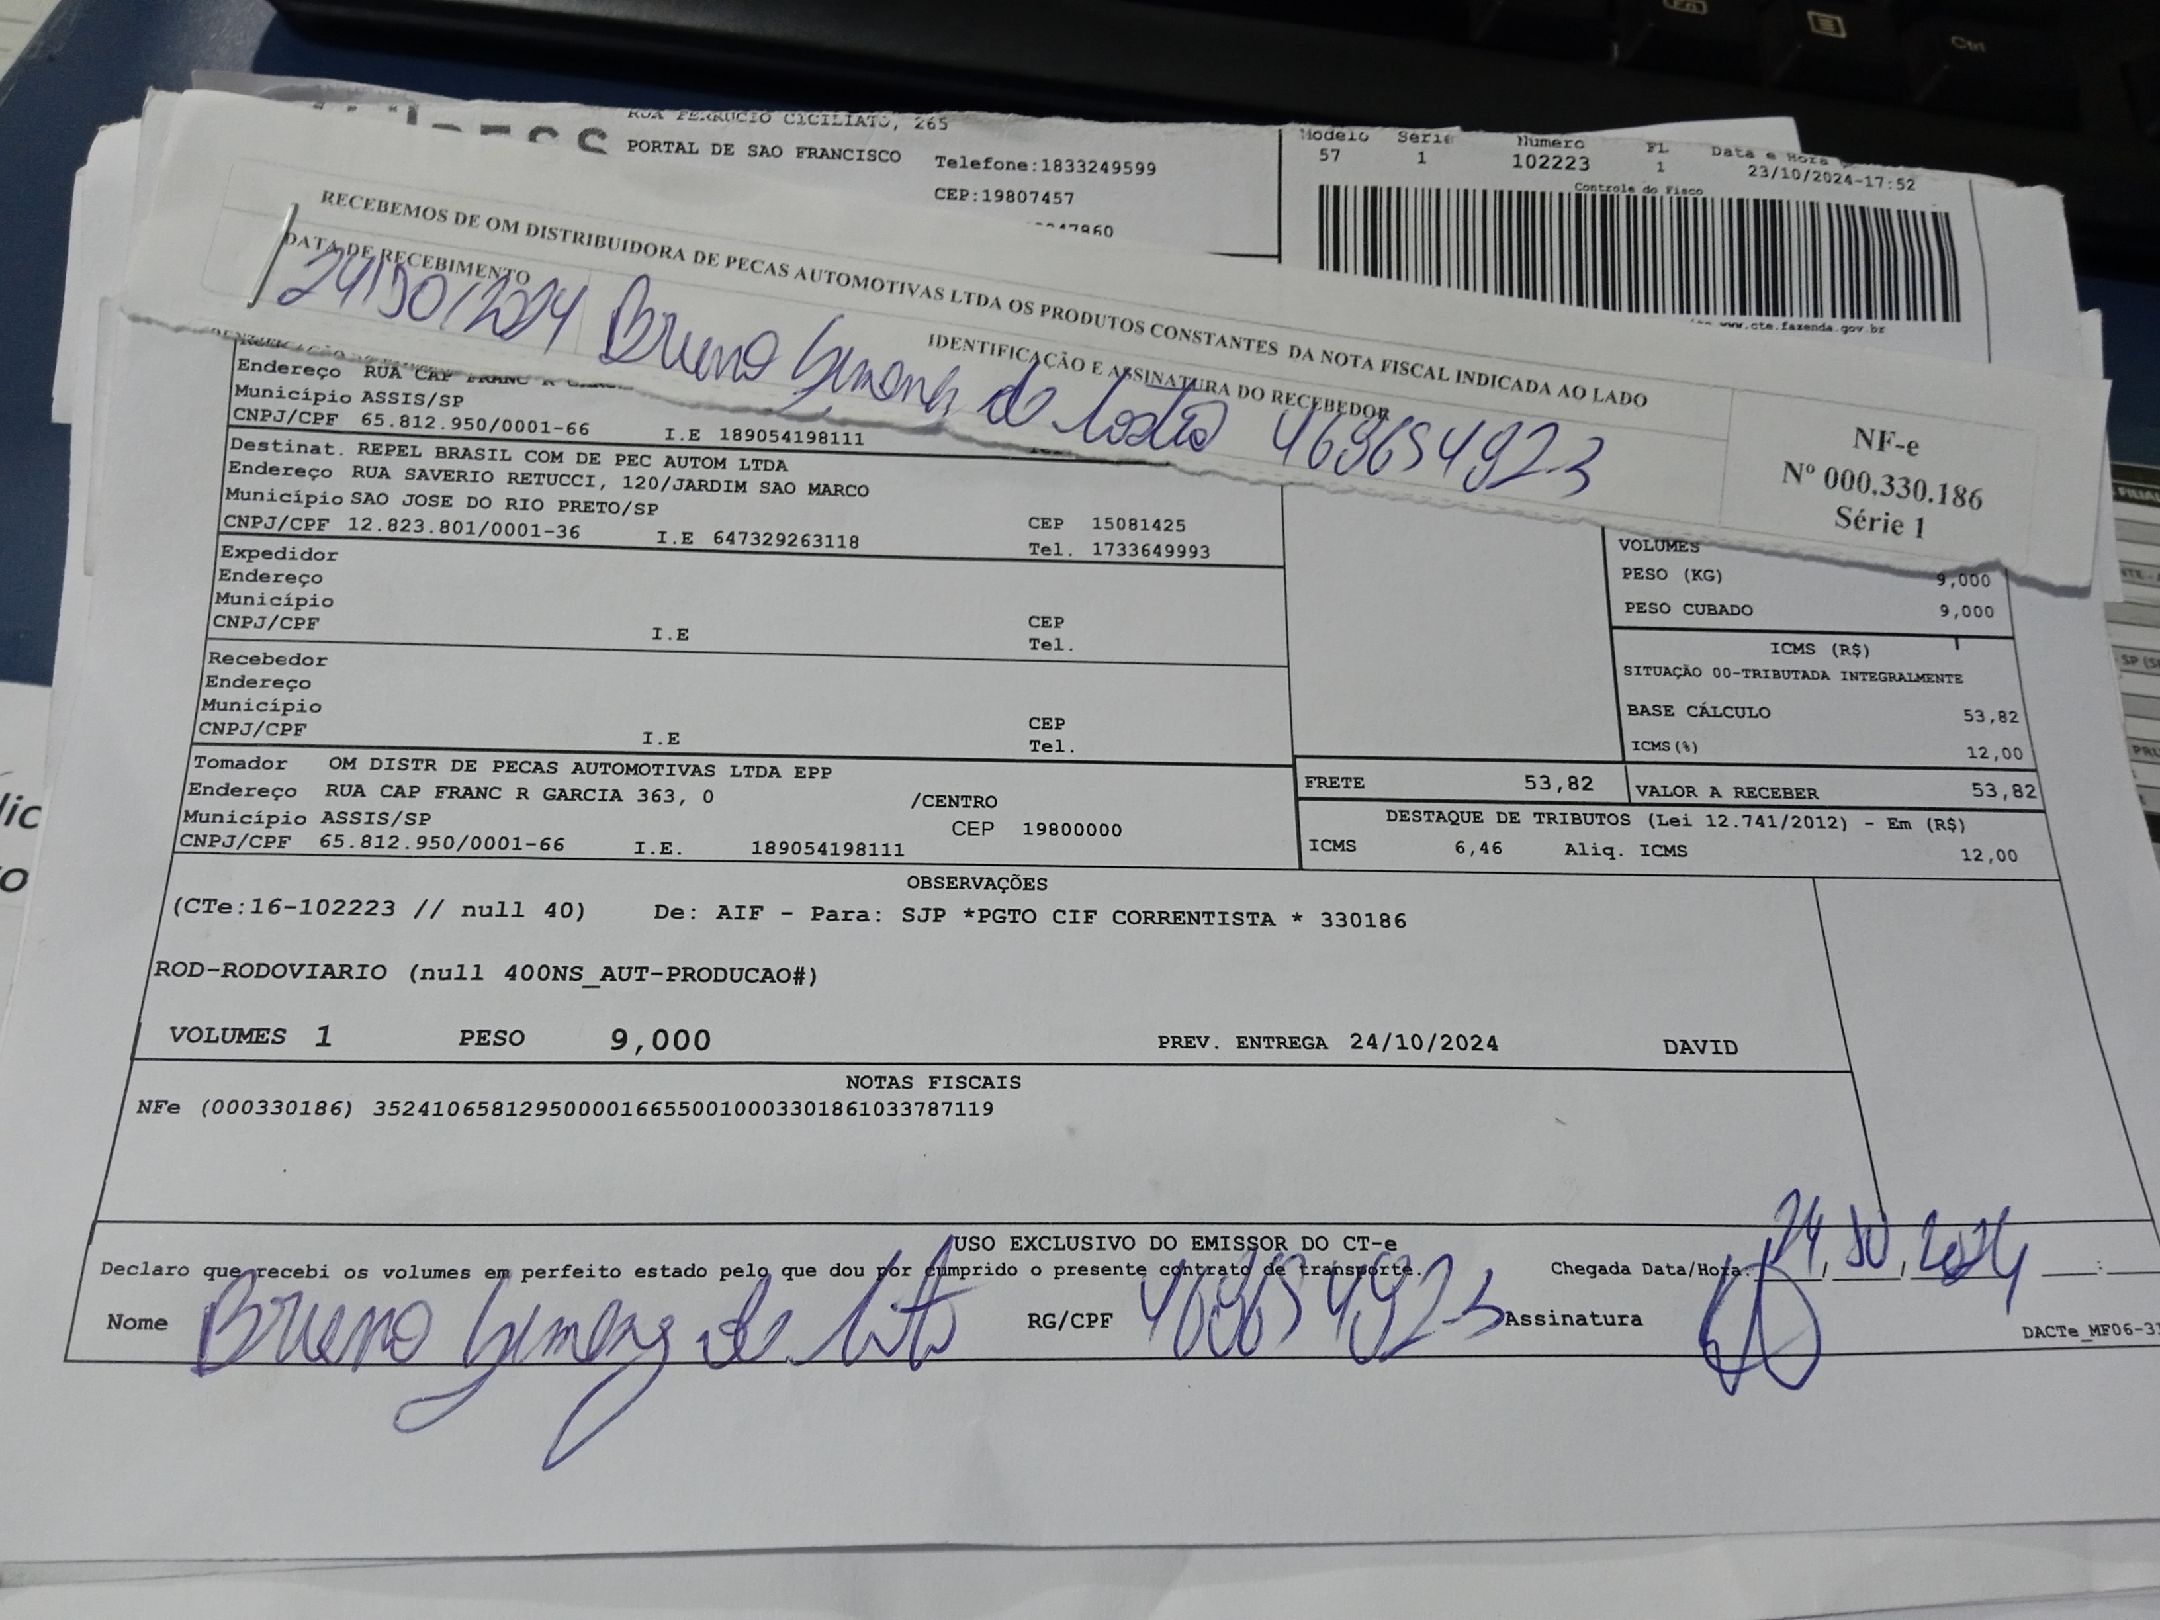 RUA FERRUCIO CICILIATO, 265
PORTAL DE SAO FRANCISCO
Telefone:1833249599
CEP:19807457
Modelo Serie Numero FL Data e Hora
57 1 102223 1 23/10/2024-17:52
Controle do Fisco
www.cte.fazenda.gov.br
RECEBEMOS DE OM DISTRIBUIDORA DE PECAS AUTOMOTIVAS LTDA OS PRODUTOS CONSTANTES DA NOTA FISCAL INDICADA AO LADO
DATA DE RECEBIMENTO
IDENTIFICAÇÃO E ASSINATURA DO RECEBEDOR
24/10/2024 Bruno 469654923
NF-e
Nº 000.330.186
Série 1
Endereço RUA CAP FRANC R
Município ASSIS/SP
CNPJ/CPF 65.812.950/0001-66 I.E 189054198111
Destinat. REPEL BRASIL COM DE PEC AUTOM LTDA
Endereço RUA SAVERIO RETUCCI, 120/JARDIM SAO MARCO
Município SAO JOSE DO RIO PRETO/SP CEP 15081425
CNPJ/CPF 12.823.801/0001-36 I.E 647329263118 Tel. 1733649993
Expedidor
Endereço
Município CEP
CNPJ/CPF I.E Tel.
Recebedor
Endereço
Município CEP
CNPJ/CPF I.E Tel.
VOLUMES
PESO (KG) 9,000
PESO CUBADO 9,000
ICMS (R$)
SITUAÇÃO 00-TRIBUTADA INTEGRALMENTE
BASE CÁLCULO 53,82
ICMS(%) 12,00
Tomador OM DISTR DE PECAS AUTOMOTIVAS LTDA EPP
Endereço RUA CAP FRANC R GARCIA 363, 0 /CENTRO
Município ASSIS/SP CEP 19800000
CNPJ/CPF 65.812.950/0001-66 I.E. 189054198111
FRETE 53,82 VALOR A RECEBER 53,82
DESTAQUE DE TRIBUTOS (Lei 12.741/2012) - Em (R$)
ICMS 6,46 Aliq. ICMS 12,00
OBSERVAÇÕES
(CTe:16-102223 // null 40) De: AIF - Para: SJP *PGTO CIF CORRENTISTA * 330186
ROD-RODOVIARIO (null 400NS_AUT-PRODUCAO#)
VOLUMES 1 PESO 9,000 PREV. ENTREGA 24/10/2024 DAVID
NOTAS FISCAIS
NFe (000330186) 35241065812950000166550010003301861033787119
USO EXCLUSIVO DO EMISSOR DO CT-e
Declaro que recebi os volumes em perfeito estado pelo que dou por cumprido o presente contrato de transporte. Chegada Data/Hora: 24/10/2024
Nome Bruno RG/CPF 469654923 Assinatura